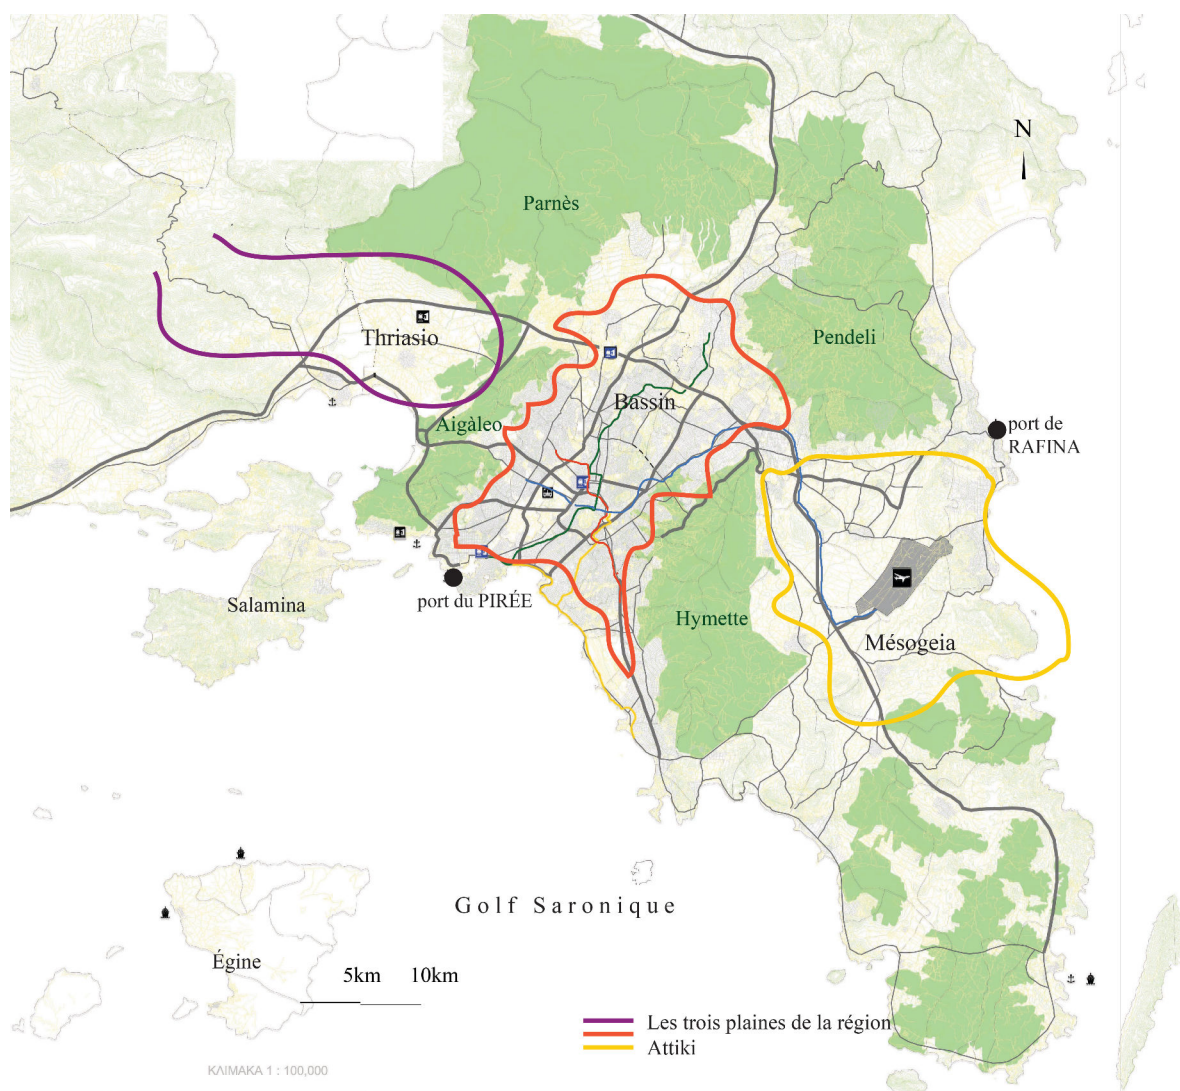 N
Parnès
Thriasio
Pendeli
Bassin
Aigàleo
port de
RAFINA
Salamina
port du PIRÉE
Hymette
Mésogeia
Golf Saronique
Égine
5km 10km
Les trois plaines de la région
Attiki
ΚΛΙΜΑΚΑ 1 : 100,000